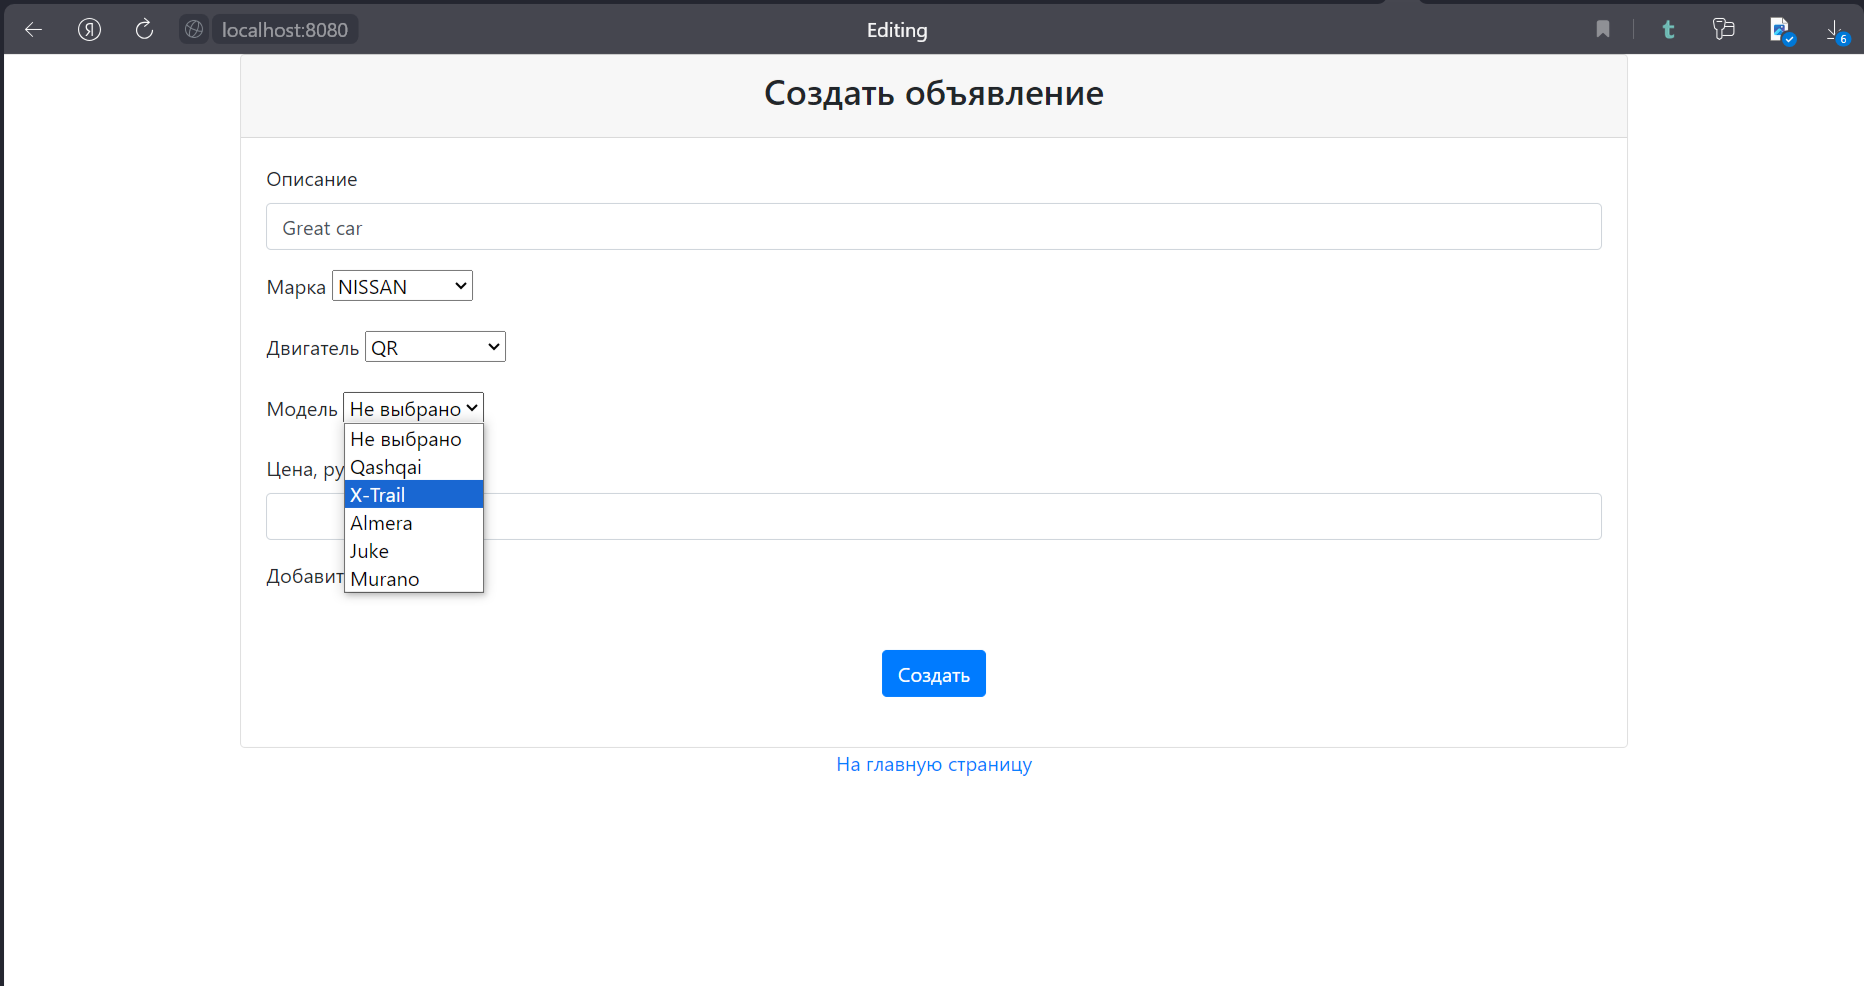 localhost:8080
Editing
6
Создать объявление
Описание
Great car
Марка NISSAN
Двигатель QR
Модель Не выбрано
Не выбрано
Qashqai
X-Trail
Almera
Juke
Murano
Цена, ру
Добавит
Создать
На главную страницу